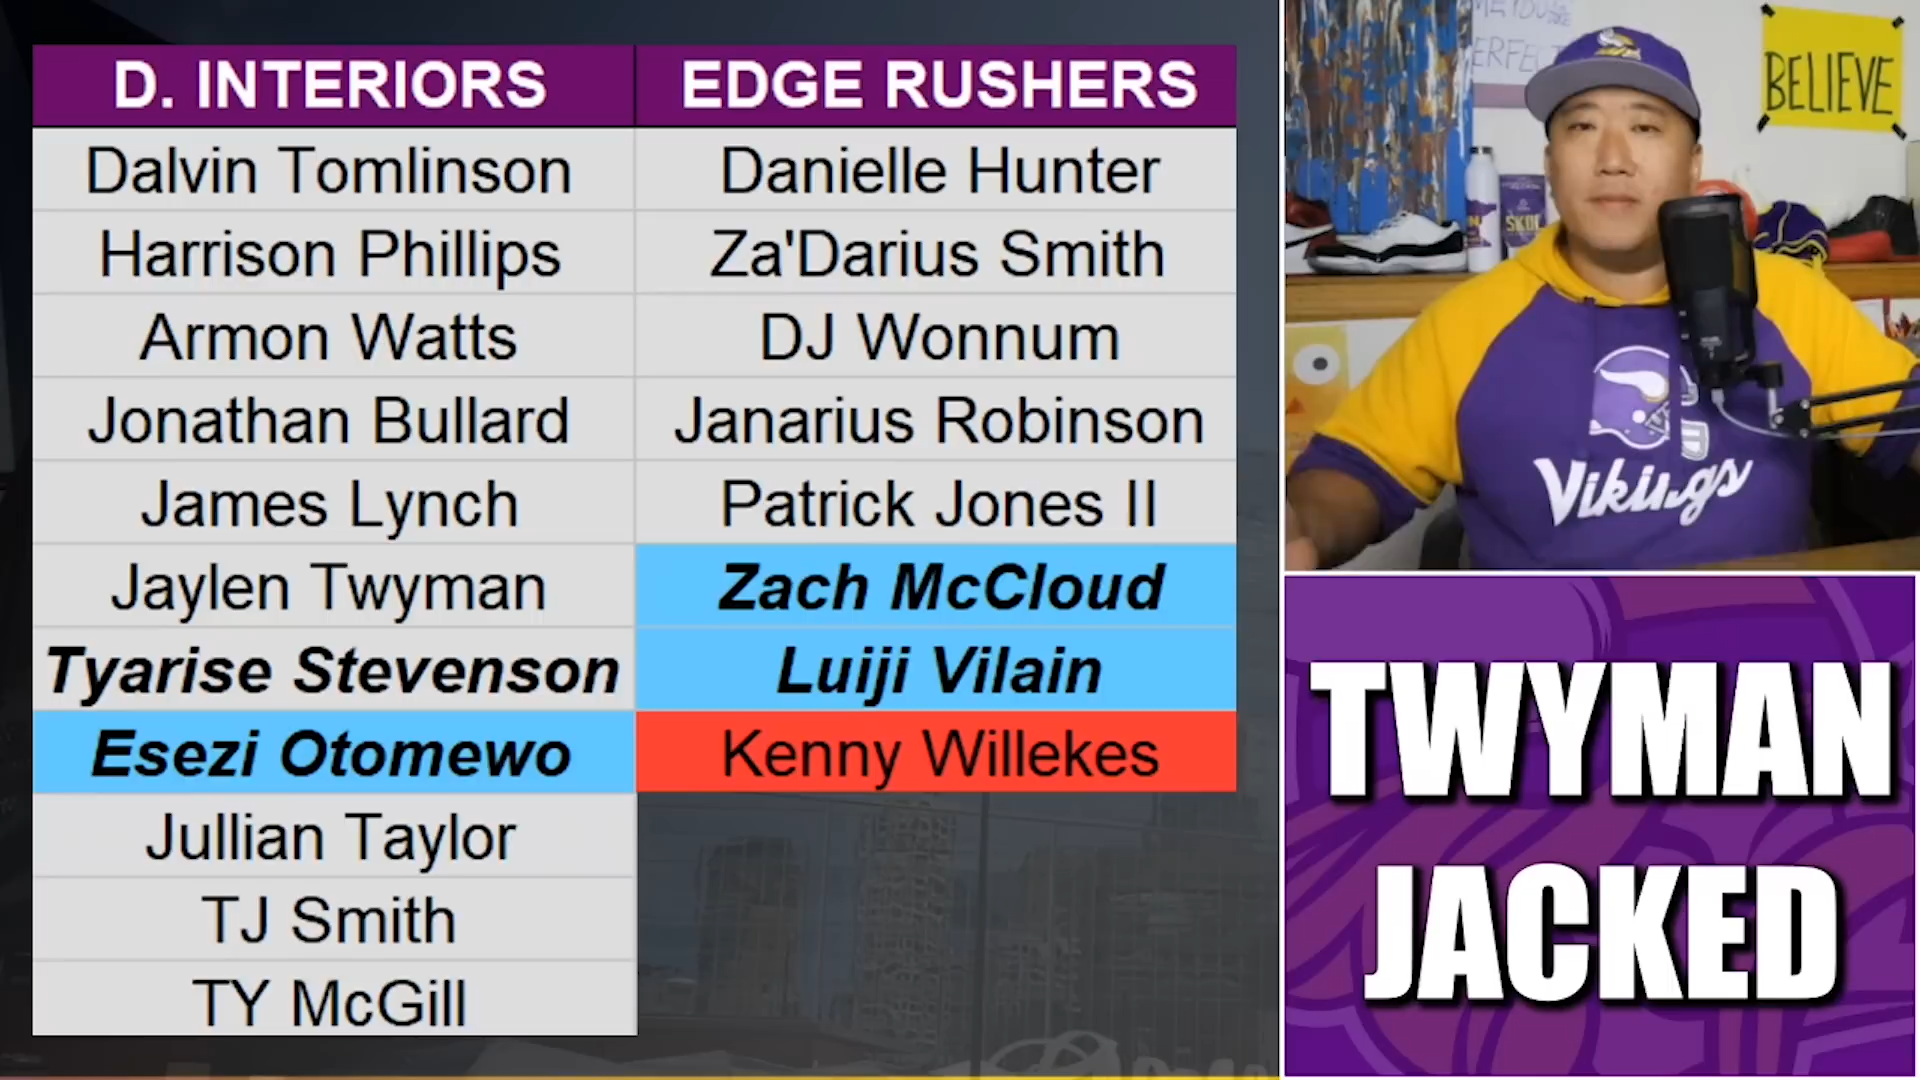 D. INTERIORS
EDGE RUSHERS
Dalvin Tomlinson
Danielle Hunter
Harrison Phillips
Za'Darius Smith
Armon Watts
DJ Wonnum
Jonathan Bullard
Janarius Robinson
James Lynch
Patrick Jones II
Jaylen Twyman
Zach McCloud
Tyarise Stevenson
Luiji Vilain
Esezi Otomewo
Kenny Willekes
Jullian Taylor
TJ Smith
TY McGill
BELIEVE
SKOL
Vikings
TWYMAN
JACKED